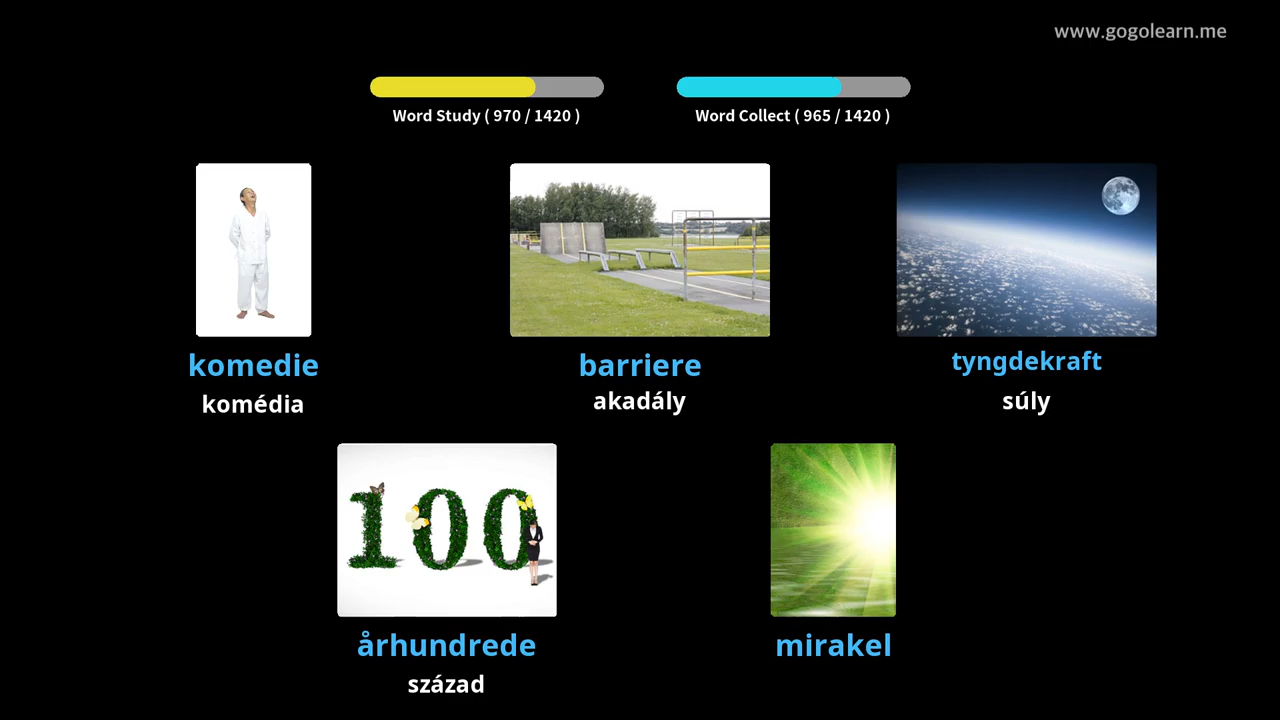 www.gogolearn.me
Word Study ( 970 / 1420 )
Word Collect ( 965 / 1420 )
komedie
komédia
barriere
akadály
tyngdekraft
súly
100
århundrede
század
mirakel